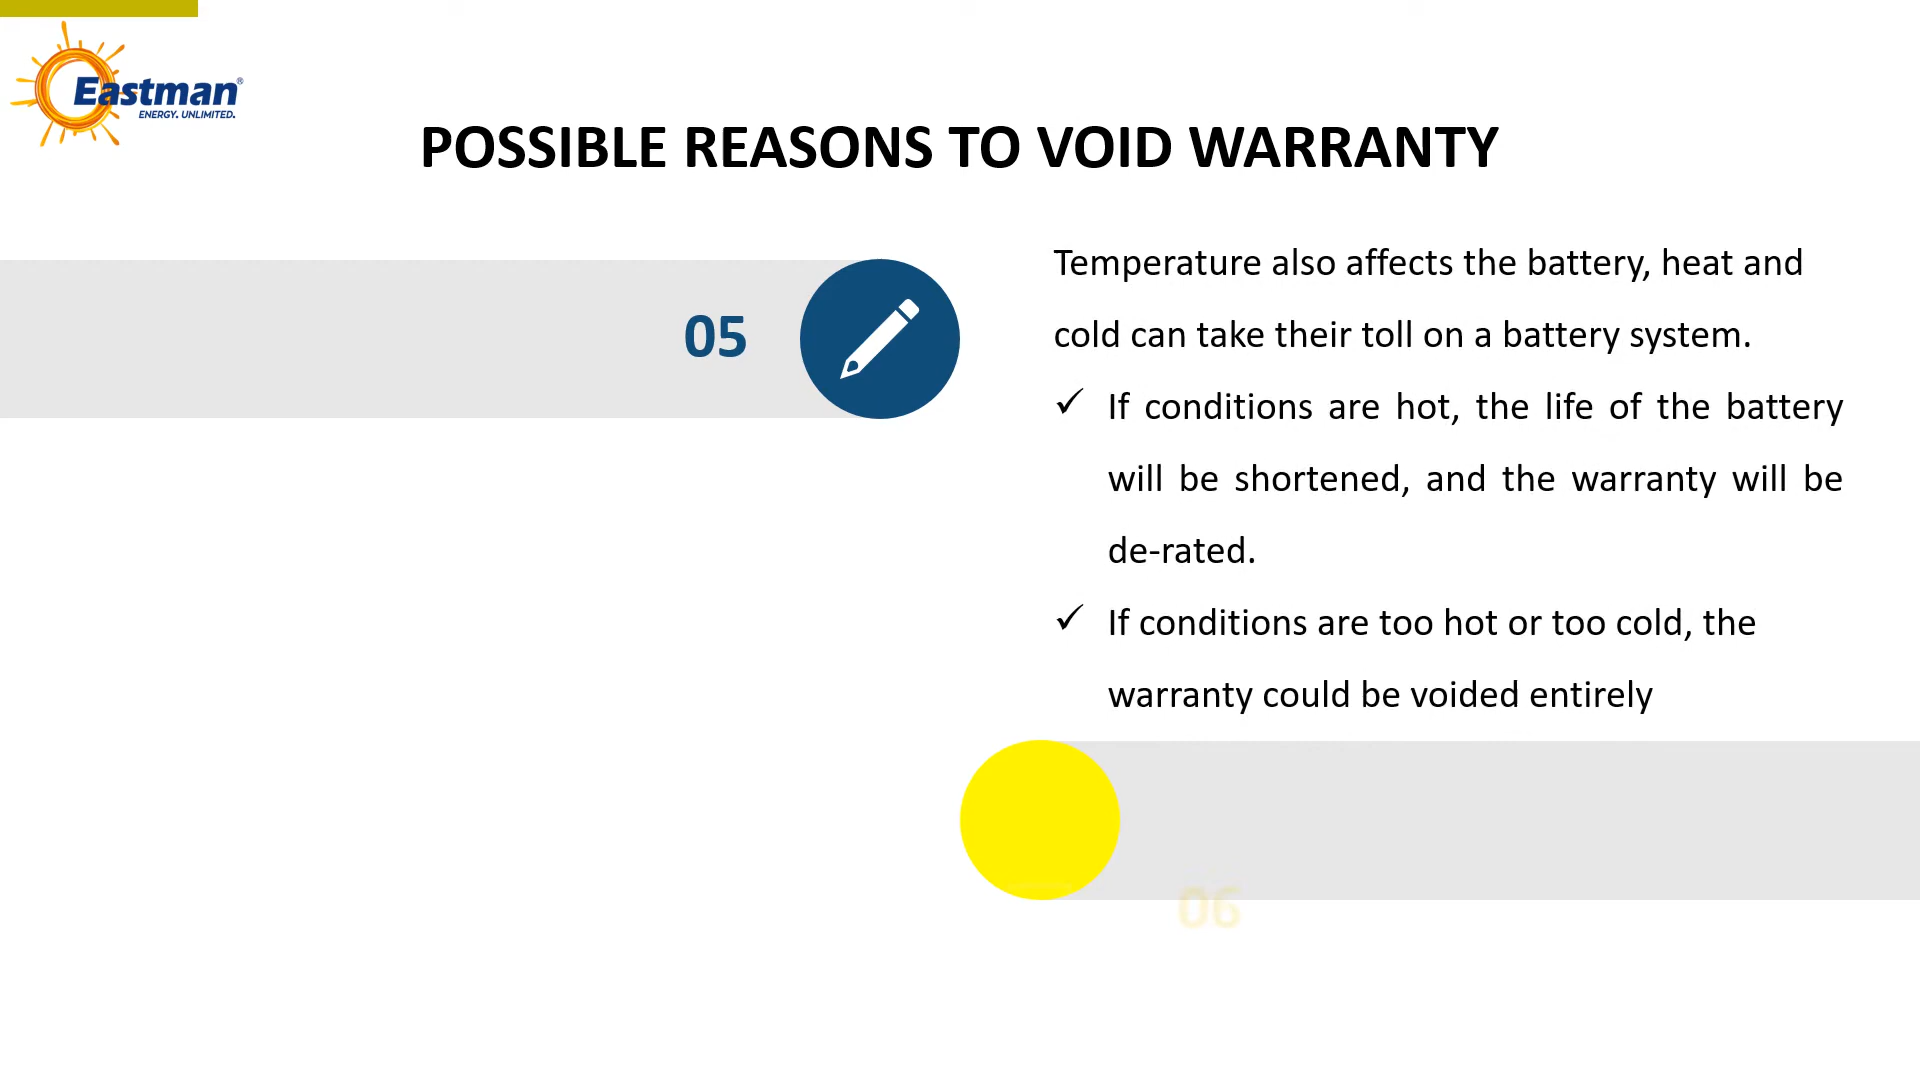 Eastman®
ENERGY. UNLIMITED.
POSSIBLE REASONS TO VOID WARRANTY
05
Temperature also affects the battery, heat and
cold can take their toll on a battery system.
✓ If conditions are hot, the life of the battery
will be shortened, and the warranty will be
de-rated.
✓ If conditions are too hot or too cold, the
warranty could be voided entirely
06